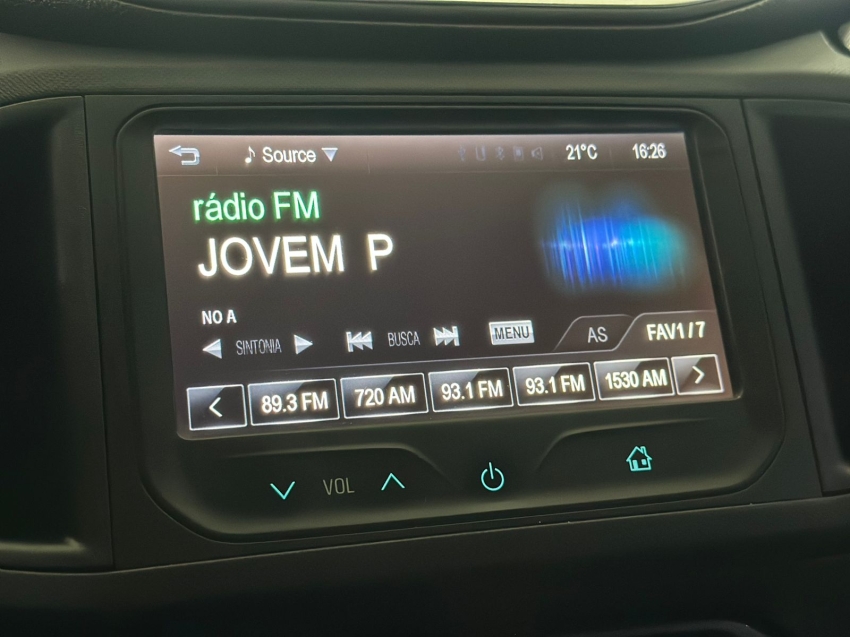 Source 21°C 16:26
rádio FM
JOVEM P
NO A
SINTONIA BUSCA MENU AS FAV1/7
89.3 FM 720 AM 93.1 FM 93.1 FM 1530 AM
VOL